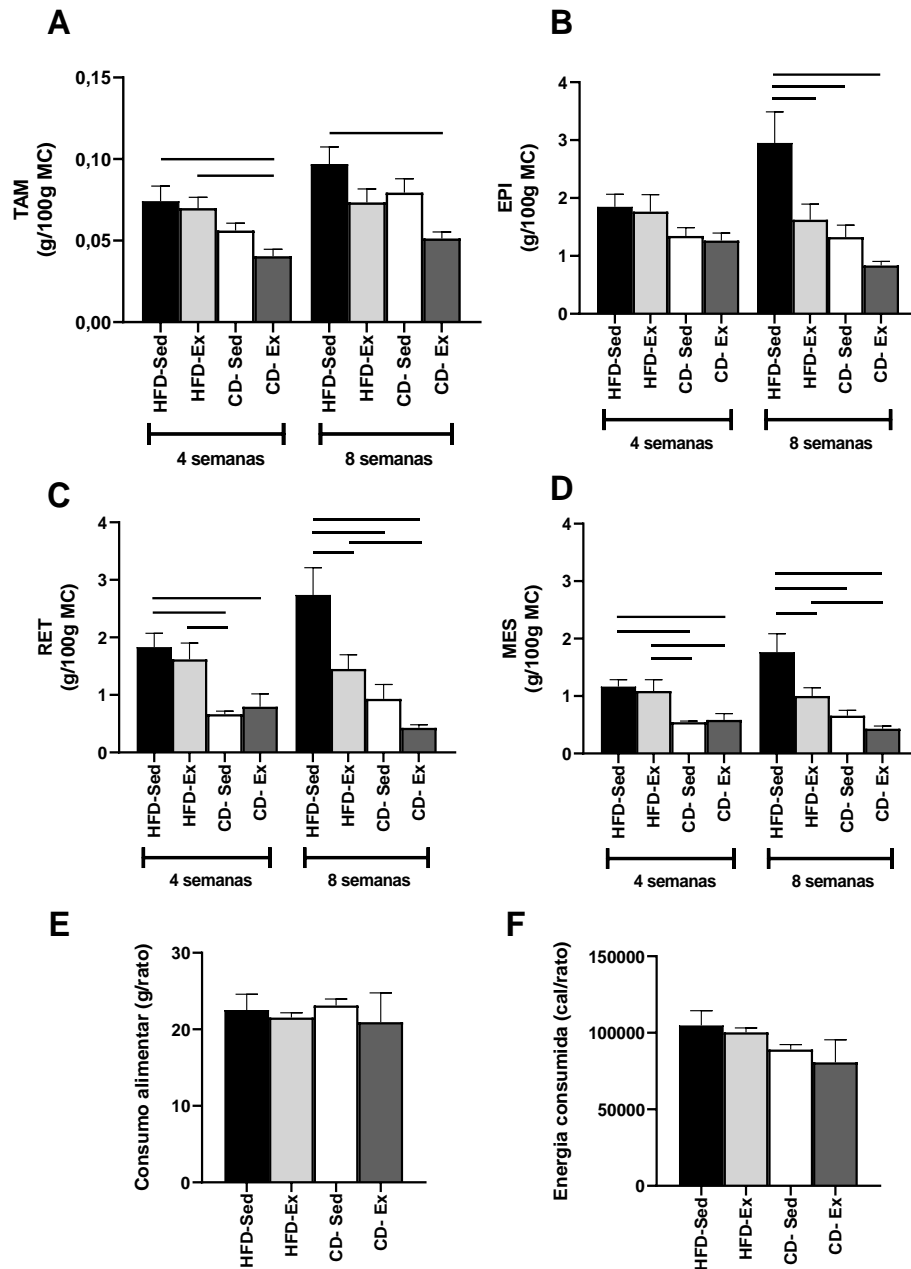 A
TAM
(g/100g MC)
0,15
0,10
0,05
0,00
HFD-Sed
HFD-Ex
CD- Sed
CD- Ex
HFD-Sed
HFD-Ex
CD- Sed
CD- Ex
4 semanas
8 semanas
B
EPI
(g/100g MC)
4
3
2
1
0
HFD-Sed
HFD-Ex
CD- Sed
CD- Ex
HFD-Sed
HFD-Ex
CD- Sed
CD- Ex
4 semanas
8 semanas
C
RET
(g/100g MC)
4
3
2
1
0
HFD-Sed
HFD-Ex
CD- Sed
CD- Ex
HFD-Sed
HFD-Ex
CD- Sed
CD- Ex
4 semanas
8 semanas
D
MES
(g/100g MC)
4
3
2
1
0
HFD-Sed
HFD-Ex
CD- Sed
CD- Ex
HFD-Sed
HFD-Ex
CD- Sed
CD- Ex
4 semanas
8 semanas
E
Consumo alimentar (g/rato)
30
20
10
0
HFD-Sed
HFD-Ex
CD- Sed
CD- Ex
F
Energia consumida (cal/rato)
150000
100000
50000
0
HFD-Sed
HFD-Ex
CD- Sed
CD- Ex